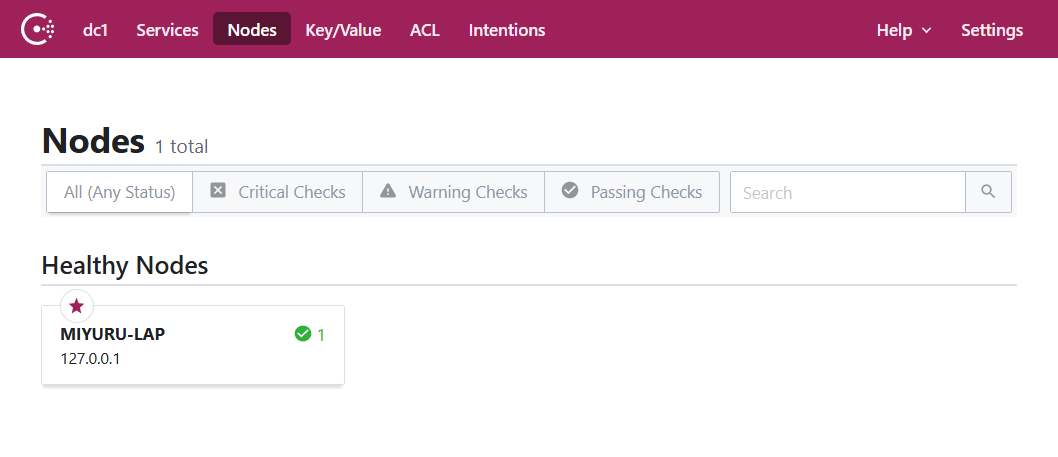 dc1 Services Nodes Key/Value ACL Intentions Help Settings
Nodes 1 total
All (Any Status) Critical Checks Warning Checks Passing Checks Search
Healthy Nodes
MIYURU-LAP 1
127.0.0.1